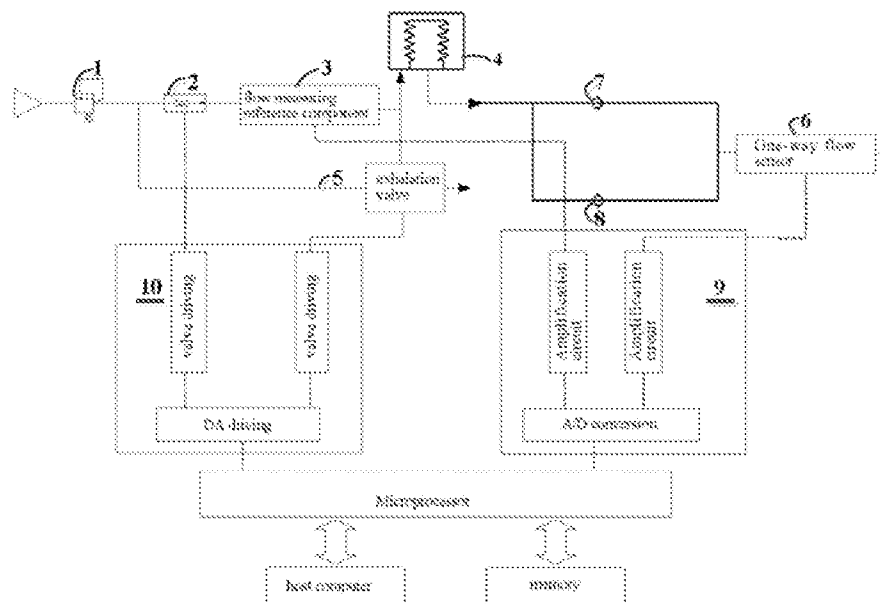 1
2
3
4
flow measuring
reference component
7
6
One-way flow
sensor
5
exhalation
valve
8
10
valve driving
valve driving
Amplification
circuit
Amplification
circuit
9
DA driving
A/D conversion
Microprocessor
host computer
memory